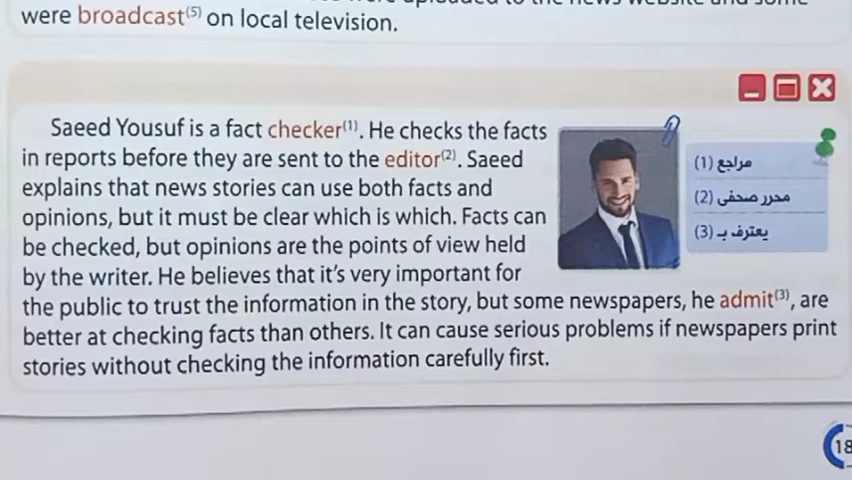 were broadcast(5) on local television.
Saeed Yousuf is a fact checker(1). He checks the facts
in reports before they are sent to the editor(2). Saeed
explains that news stories can use both facts and
opinions, but it must be clear which is which. Facts can
be checked, but opinions are the points of view held
by the writer. He believes that it's very important for
the public to trust the information in the story, but some newspapers, he admit(3), are
better at checking facts than others. It can cause serious problems if newspapers print
stories without checking the information carefully first.
(1) مراجع
(2) محرر صحفى
(3) يعترف بـ
18